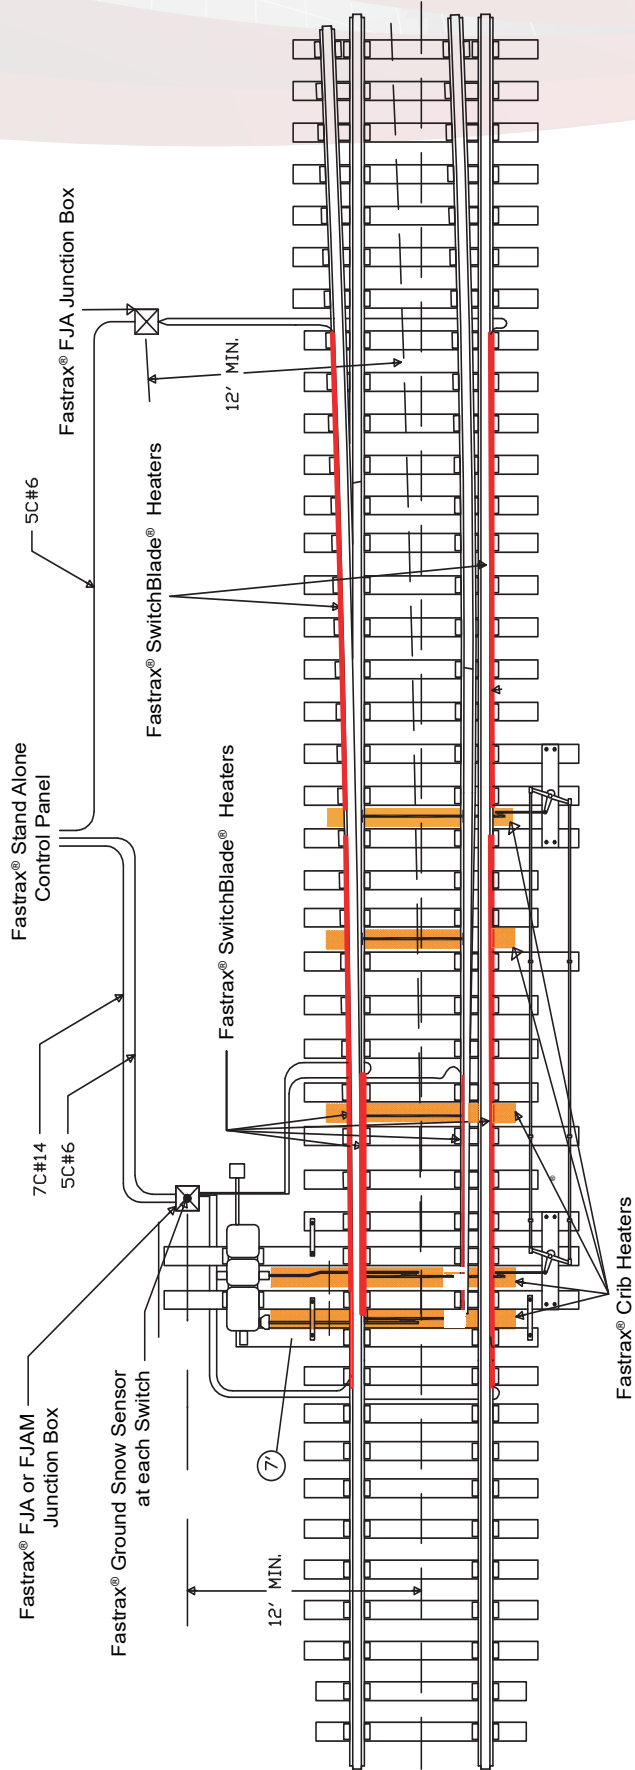 Fastrax® FJA or FJAM
Junction Box
Fastrax® Ground Snow Sensor
at each Switch
12' MIN.
7'
7C#14
5C#6
Fastrax® Stand Alone
Control Panel
Fastrax® SwitchBlade® Heaters
5C#6
Fastrax® SwitchBlade® Heaters
Fastrax® FJA Junction Box
12' MIN.
®
Fastrax® Crib Heaters